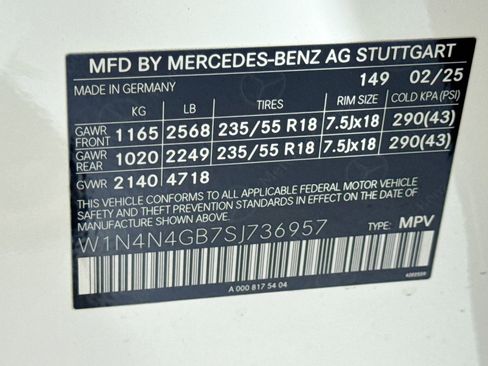 MFD BY MERCEDES-BENZ AG STUTTGART
MADE IN GERMANY 149 02/25
KG LB TIRES RIM SIZE COLD KPA (PSI)
GAWR FRONT 1165 2568 235/55 R18 7.5Jx18 290(43)
GAWR REAR 1020 2249 235/55 R18 7.5Jx18 290(43)
GVWR 2140 4718
THIS VEHICLE CONFORMS TO ALL APPLICABLE FEDERAL MOTOR VEHICLE
SAFETY BUMPER AND THEFT PREVENTION STANDARDS IN EFFECT ON THE DATE OF
MANUFACTURE SHOWN ABOVE.
W1N4N4GB7SJ736957 TYPE: MPV
A 000 817 54 04